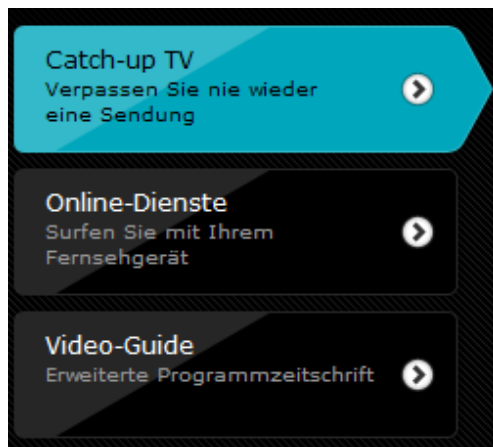 Catch-up TV
Verpassen Sie nie wieder
eine Sendung
Online-Dienste
Surfen Sie mit Ihrem
Fernsehgerät
Video-Guide
Erweiterte Programmzeitschrift